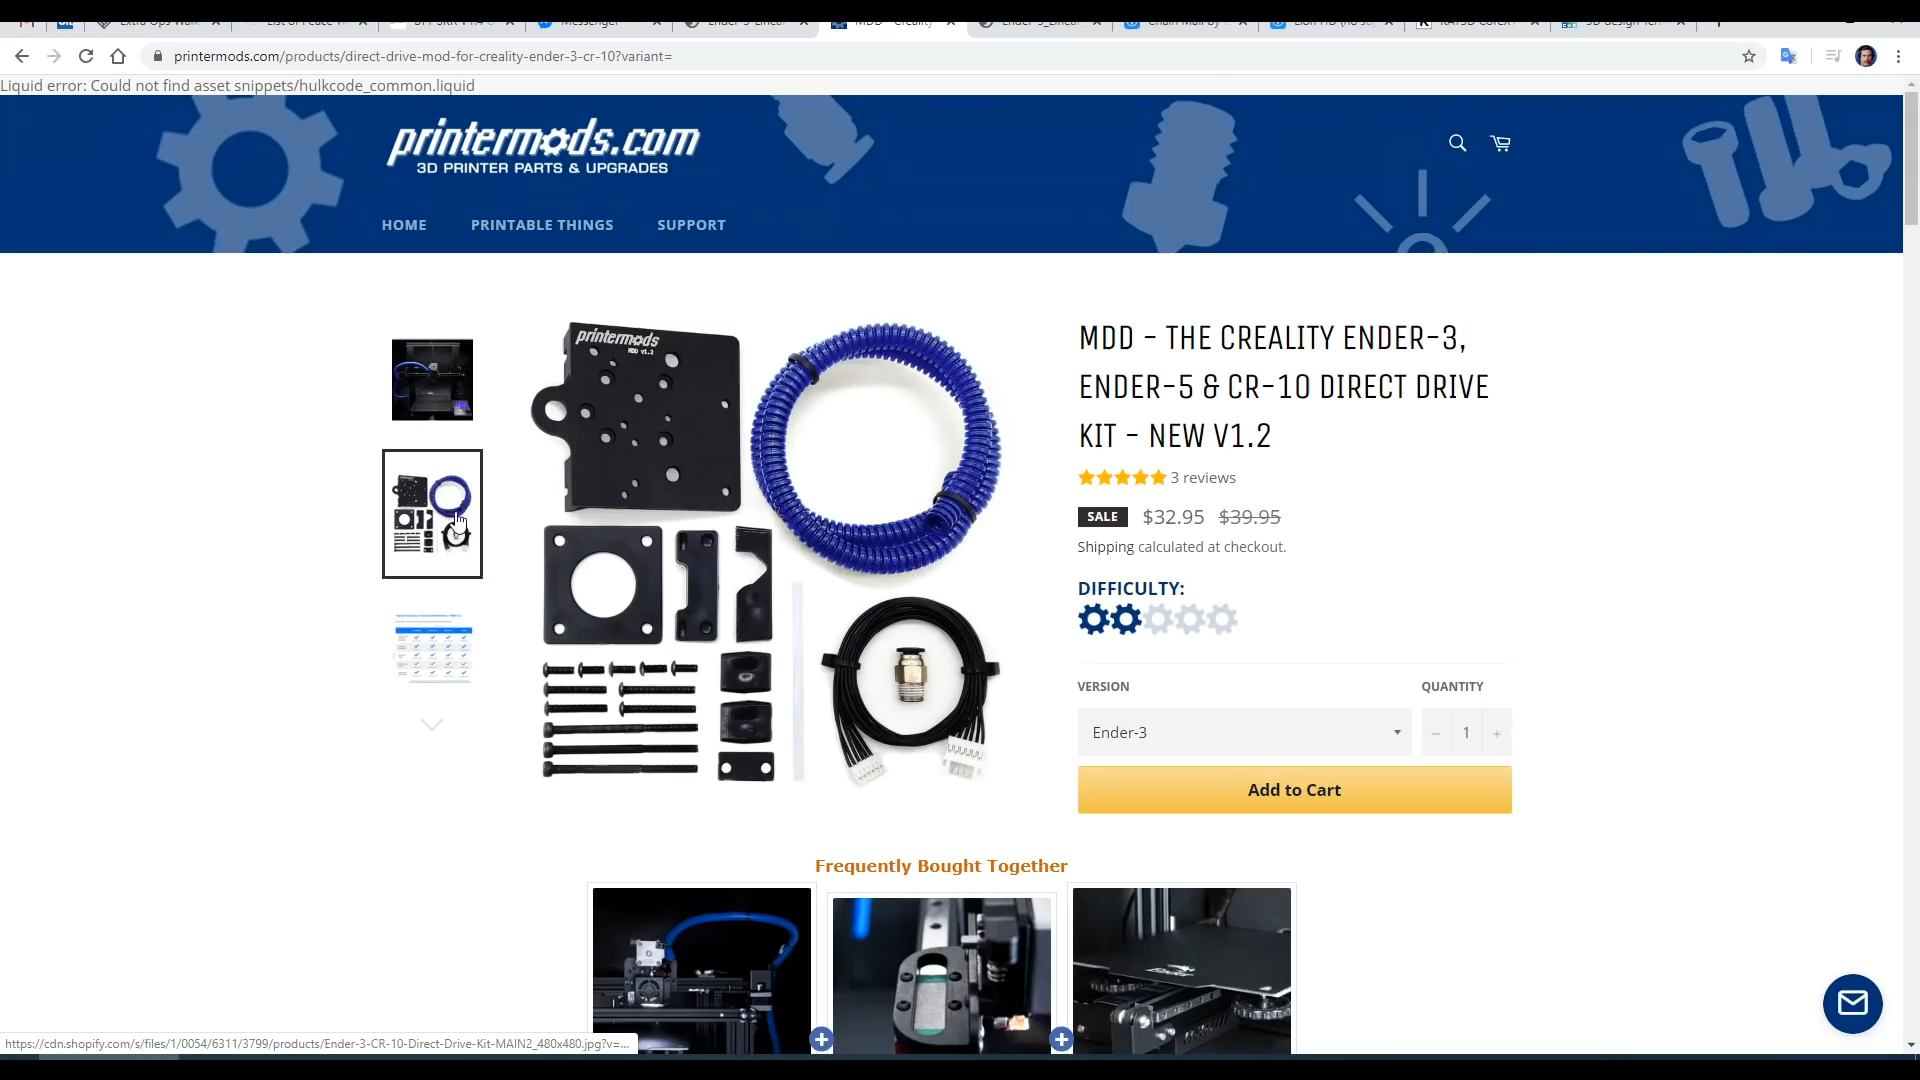 Messenger
printermods.com/products/direct-drive-mod-for-creality-ender-3-cr-10?variant=
Liquid error: Could not find asset snippets/hulkcode_common.liquid
printermods.com
3D PRINTER PARTS & UPGRADES
HOME
PRINTABLE THINGS
SUPPORT
printermods
MDD v1.2
MDD - THE CREALITY ENDER-3,
ENDER-5 & CR-10 DIRECT DRIVE
KIT - NEW V1.2
3 reviews
SALE $32.95 $39.95
Shipping calculated at checkout.
DIFFICULTY:
VERSION
QUANTITY
Ender-3
− 1 +
Add to Cart
Frequently Bought Together
https://cdn.shopify.com/s/files/1/0054/6311/3799/products/Ender-3-CR-10-Direct-Drive-Kit-MAIN2_480x480.jpg?v=...